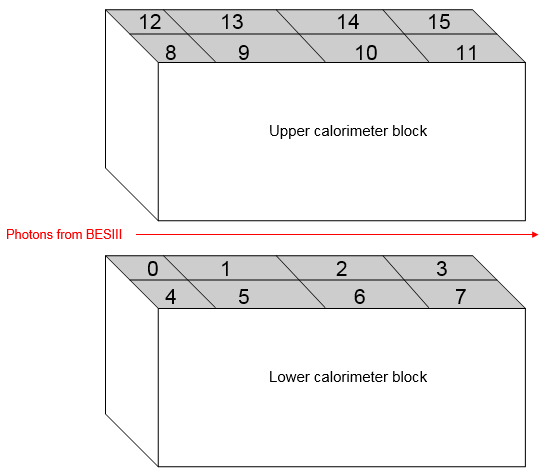 12 13 14 15
8 9 10 11
Upper calorimeter block
Photons from BESIII
0 1 2 3
4 5 6 7
Lower calorimeter block